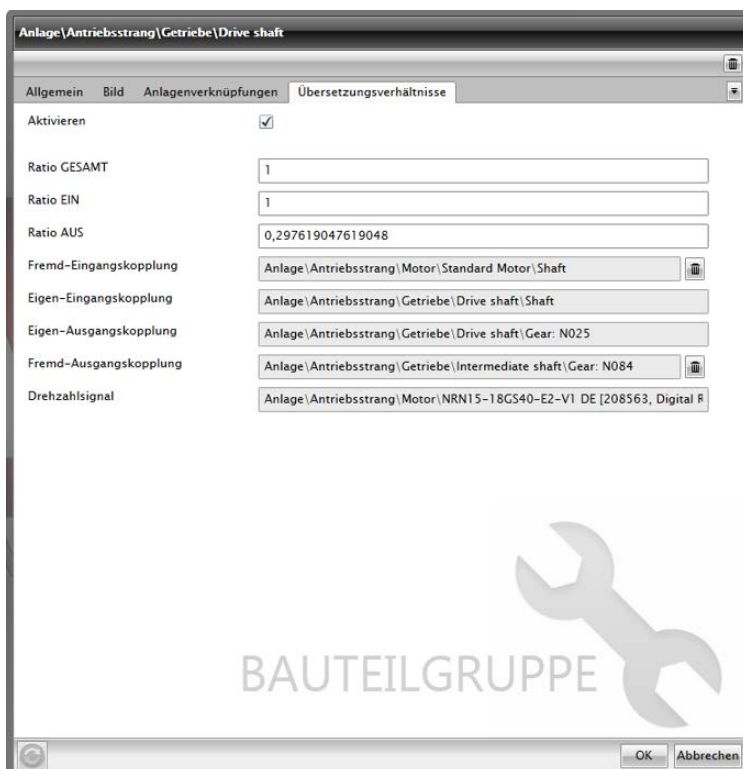 Anlage\Antriebsstrang\Getriebe\Drive shaft
Allgemein Bild Anlagenverknüpfungen Übersetzungsverhältnisse
Aktivieren
Ratio GESAMT 1
Ratio EIN 1
Ratio AUS 0,297619047619048
Fremd-Eingangskopplung Anlage\Antriebsstrang\Motor\Standard Motor\Shaft
Eigen-Eingangskopplung Anlage\Antriebsstrang\Getriebe\Drive shaft\Shaft
Eigen-Ausgangskopplung Anlage\Antriebsstrang\Getriebe\Drive shaft\Gear: N025
Fremd-Ausgangskopplung Anlage\Antriebsstrang\Getriebe\Intermediate shaft\Gear: N084
Drehzahlsignal Anlage\Antriebsstrang\Motor\NRN15-18GS40-E2-V1 DE [208563, Digital R
BAUTEILGRUPPE
OK Abbrechen